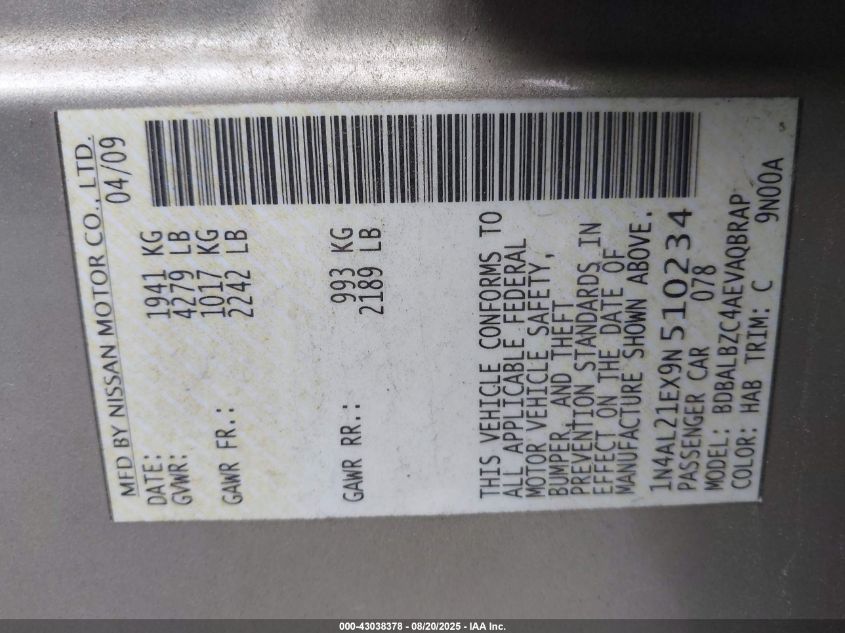 MFD BY NISSAN MOTOR CO., LTD.
DATE: 04/09
GVWR: 1941 KG
4279 LB
GAWR FR.: 1017 KG
2242 LB
GAWR RR.: 993 KG
2189 LB
THIS VEHICLE CONFORMS TO
ALL APPLICABLE FEDERAL
MOTOR VEHICLE SAFETY,
BUMPER, AND THEFT
PREVENTION STANDARDS IN
EFFECT ON THE DATE OF
MANUFACTURE SHOWN ABOVE.
1N4AL21EX9N510234
PASSENGER CAR 078
MODEL: BDBALBZC4AEVAQBRAP
COLOR: HAB TRIM: C 9N00A
000-43038378 - 08/20/2025 - IAA Inc.